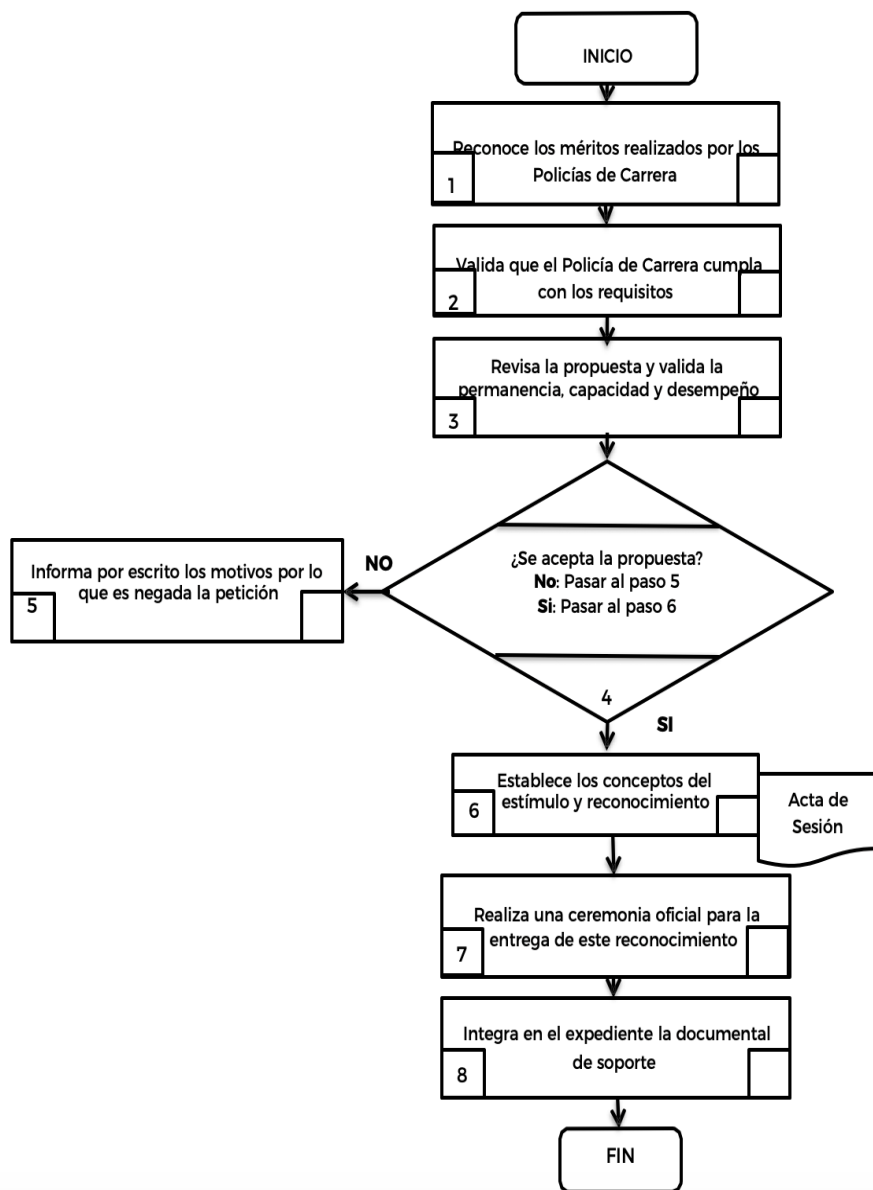 INICIO
Reconoce los méritos realizados por los
Policías de Carrera
1
Valida que el Policía de Carrera cumpla
con los requisitos
2
Revisa la propuesta y valida la
permanencia, capacidad y desempeño
3
¿Se acepta la propuesta?
No: Pasar al paso 5
Si: Pasar al paso 6
4
NO
Informa por escrito los motivos por lo
que es negada la petición
5
SI
Establece los conceptos del
estímulo y reconocimiento
6
Acta de
Sesión
Realiza una ceremonia oficial para la
entrega de este reconocimiento
7
Integra en el expediente la documental
de soporte
8
FIN